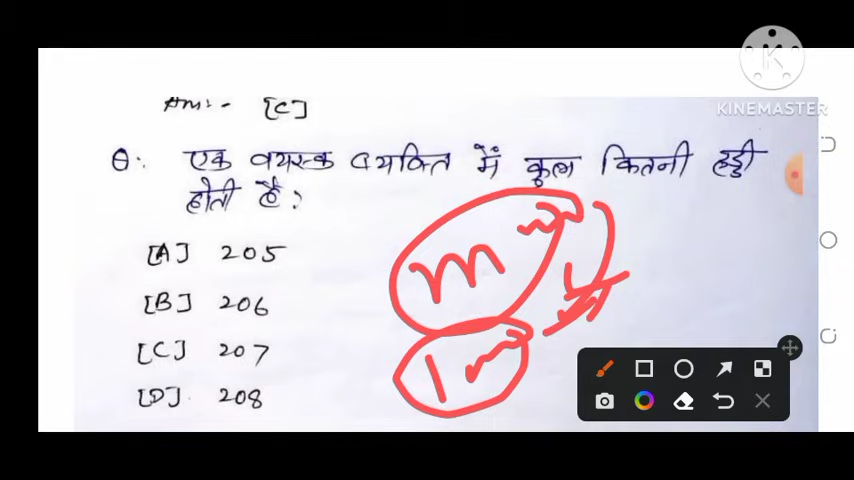 KINEMASTER
Ans:- [C]
Q:. एक वयस्क व्यक्ति में कुल कितनी हड्डी
होती है?
[A] 205
[B] 206
[C] 207
[D]. 208